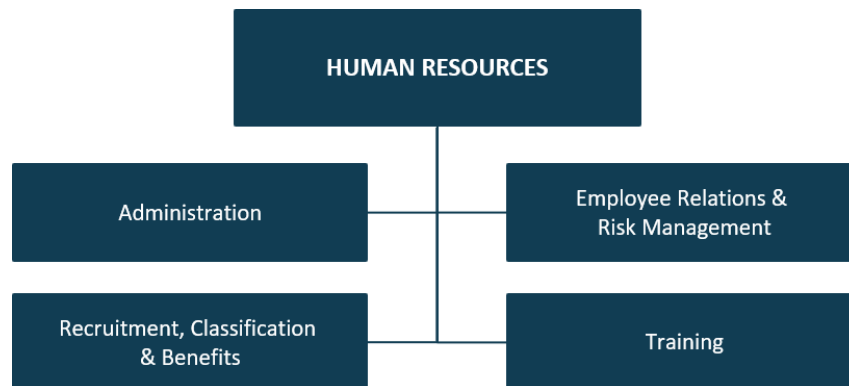 HUMAN RESOURCES
Administration
Employee Relations &
Risk Management
Recruitment, Classification
& Benefits
Training